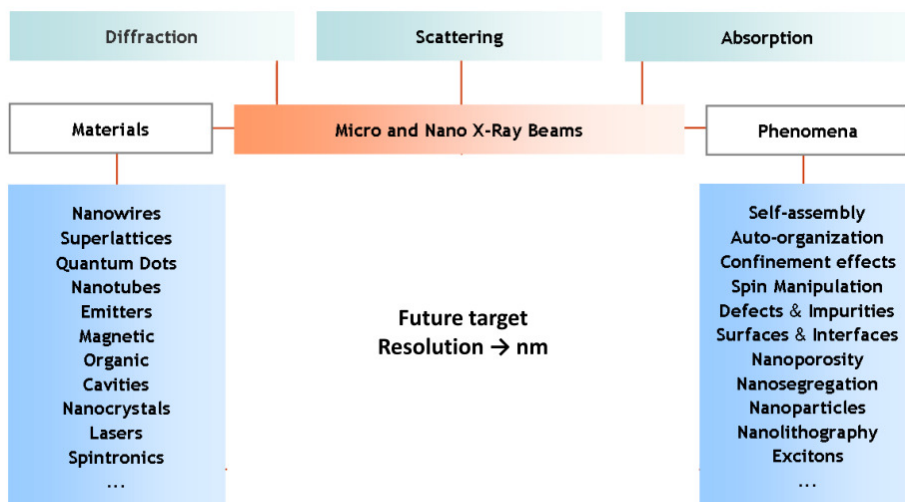 Diffraction
Scattering
Absorption
Materials
Micro and Nano X-Ray Beams
Phenomena
Nanowires
Superlattices
Quantum Dots
Nanotubes
Emitters
Magnetic
Organic
Cavities
Nanocrystals
Lasers
Spintronics
...
Future target
Resolution → nm
Self-assembly
Auto-organization
Confinement effects
Spin Manipulation
Defects & Impurities
Surfaces & Interfaces
Nanoporosity
Nanosegregation
Nanoparticles
Nanolithography
Excitons
...